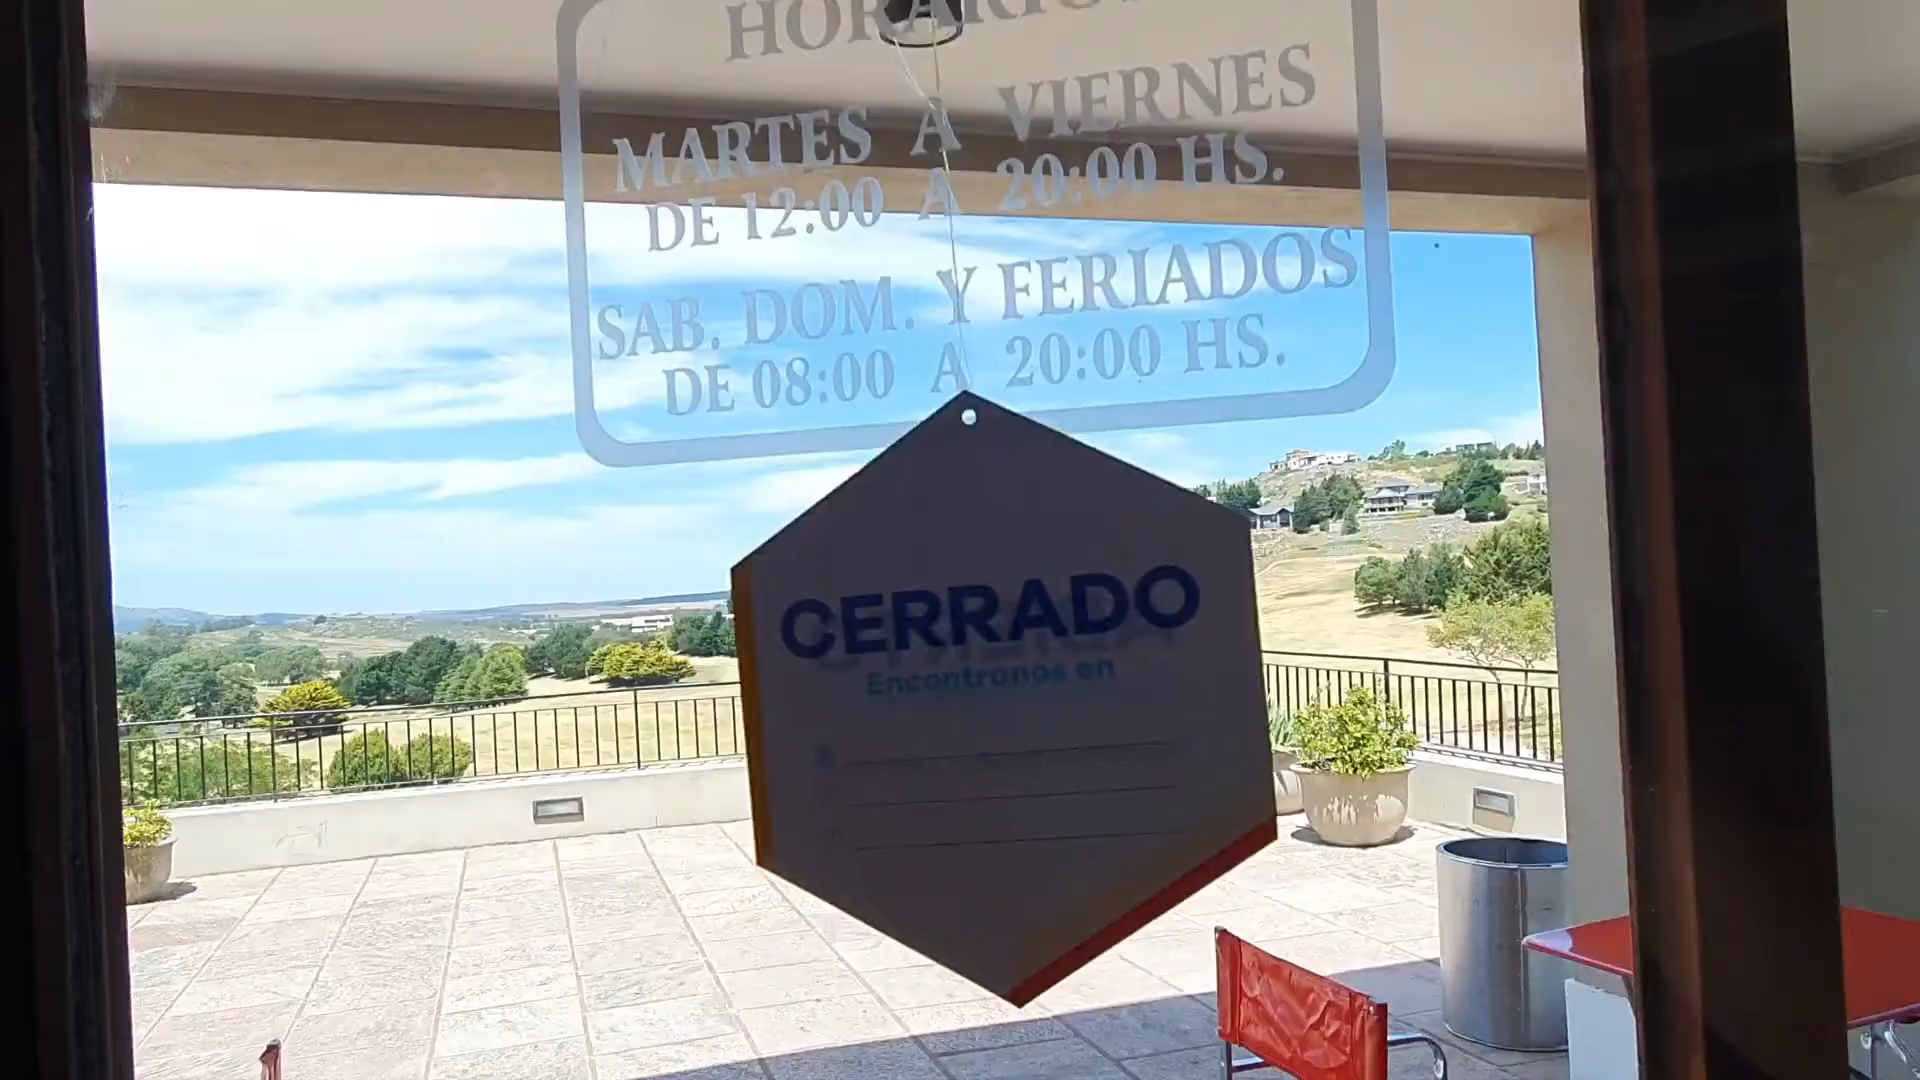 HORARIOS
MARTES A VIERNES
DE 12:00 A 20:00 HS.
SAB. DOM. Y FERIADOS
DE 08:00 A 20:00 HS.
CERRADO
Encontranos en